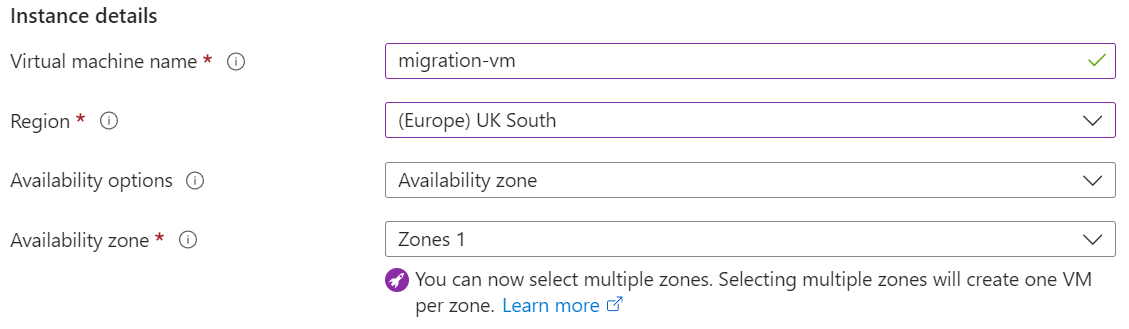 Instance details
Virtual machine name * migration-vm
Region * (Europe) UK South
Availability options Availability zone
Availability zone * Zones 1
You can now select multiple zones. Selecting multiple zones will create one VM
per zone. Learn more